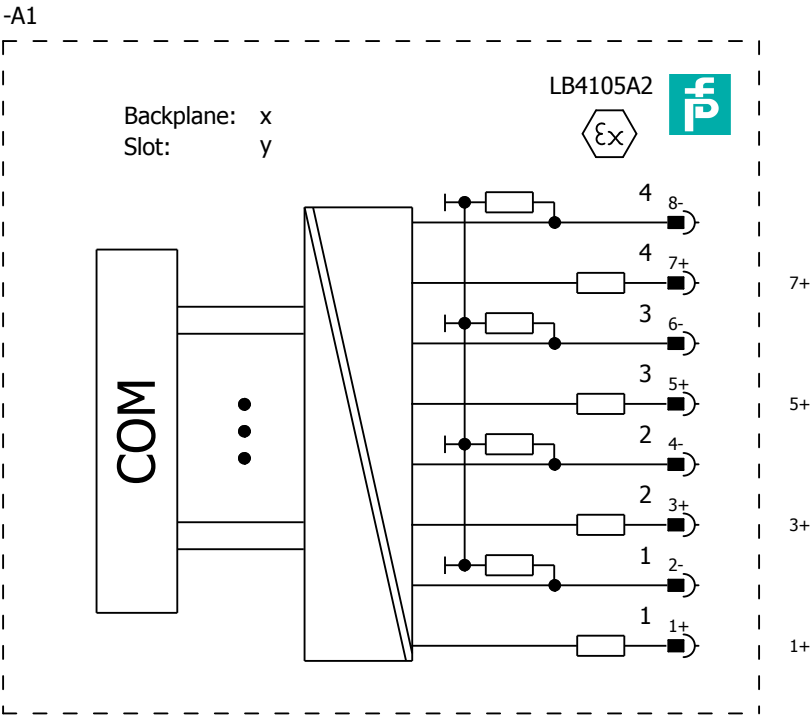 -A1
LB4105A2
Backplane: x
Slot: y
εx
4 8-
4 7+ 7+
3 6-
3 5+ 5+
2 4-
2 3+ 3+
1 2-
1 1+ 1+
COM